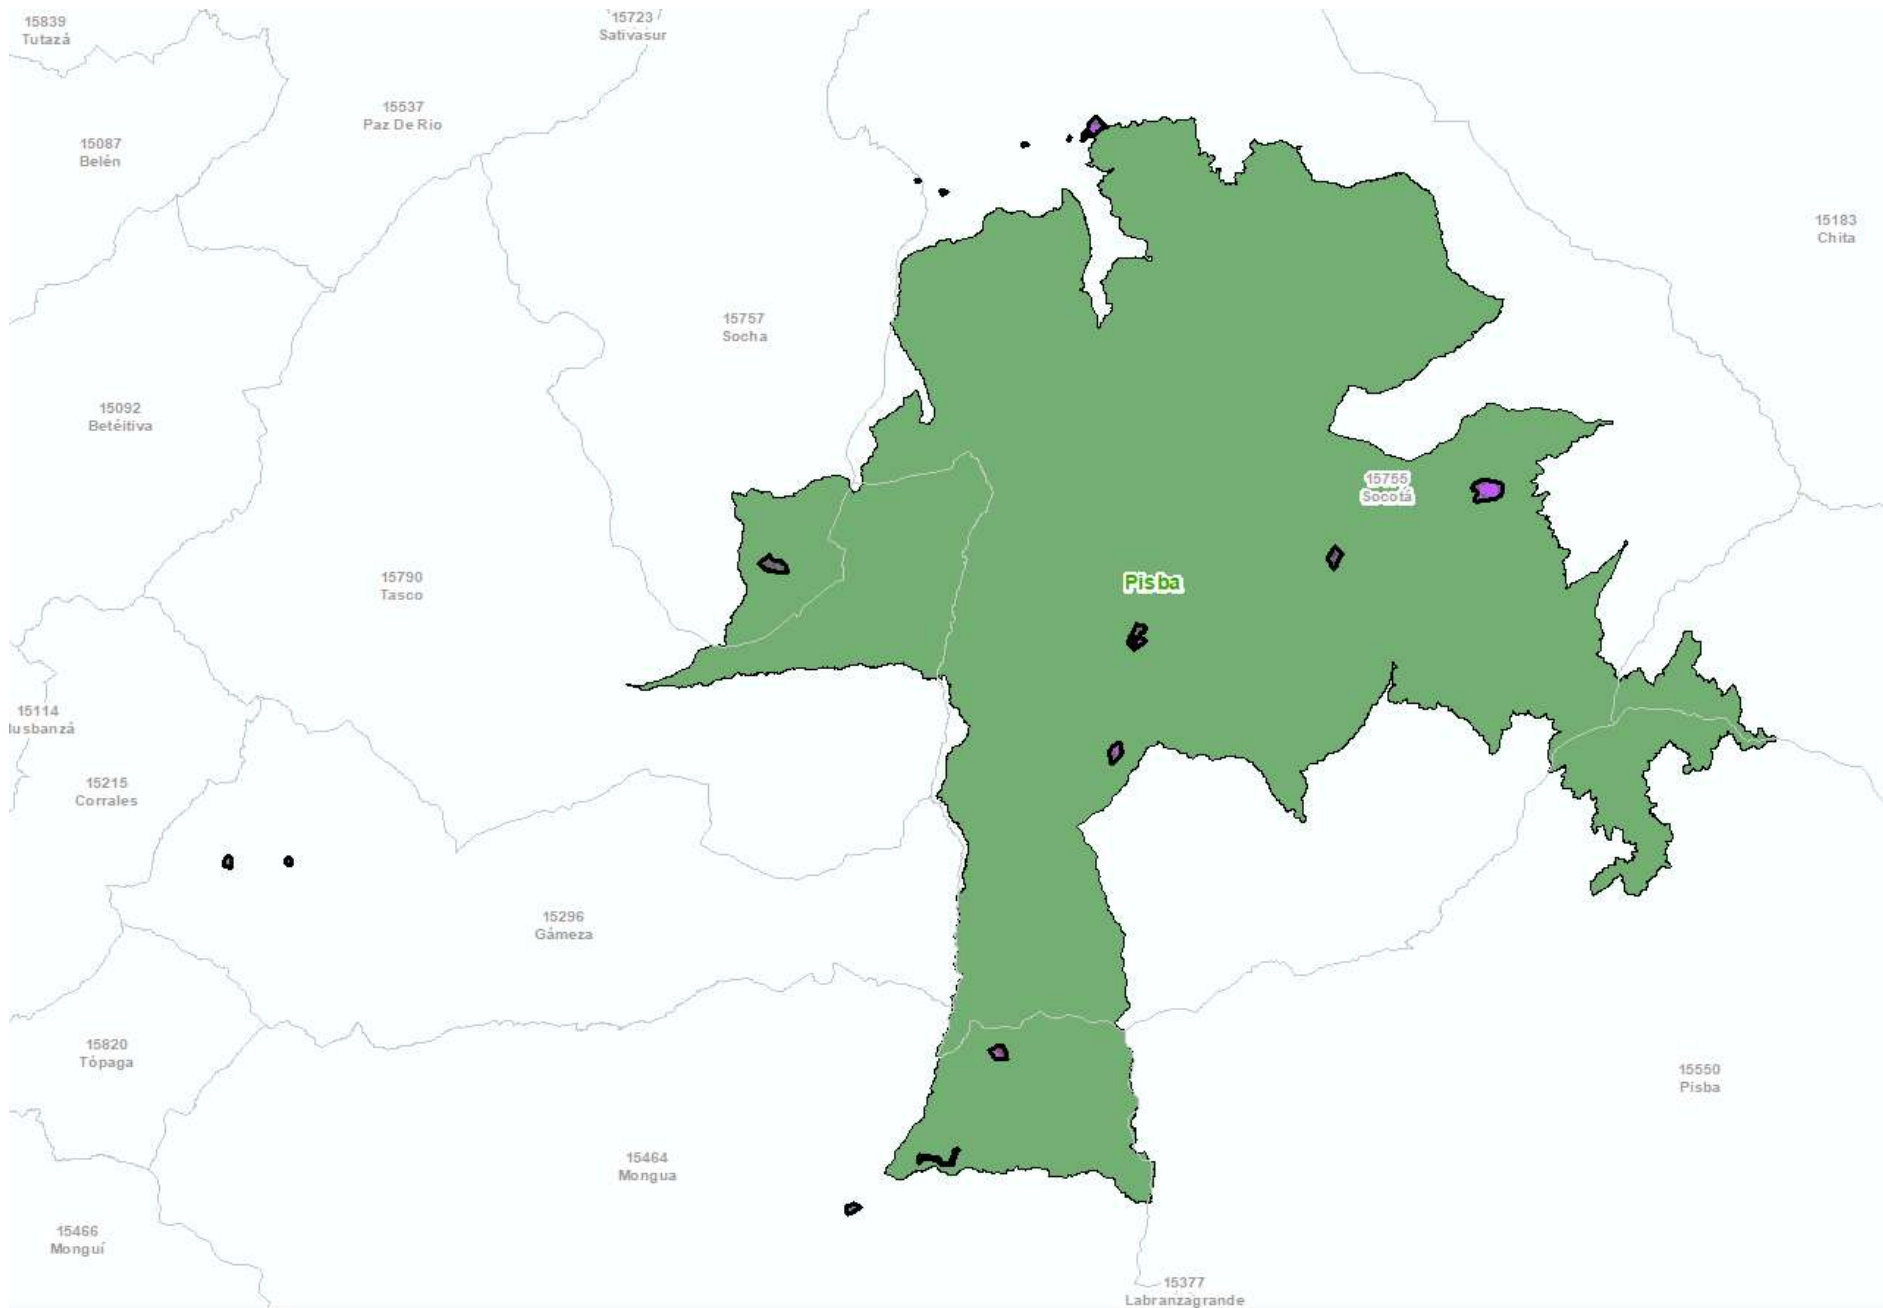 15839
Tutazá
15723
Sativasur
15537
Paz De Rio
15087
Belén
15183
Chita
15757
Socha
15092
Betéitiva
15755
Socotá
15790
Tasco
Pisba
15114
usbanzá
15215
Corrales
15296
Gámeza
15820
Tópaga
15550
Pisba
15464
Mongua
15466
Monguí
15377
Labranzagrande